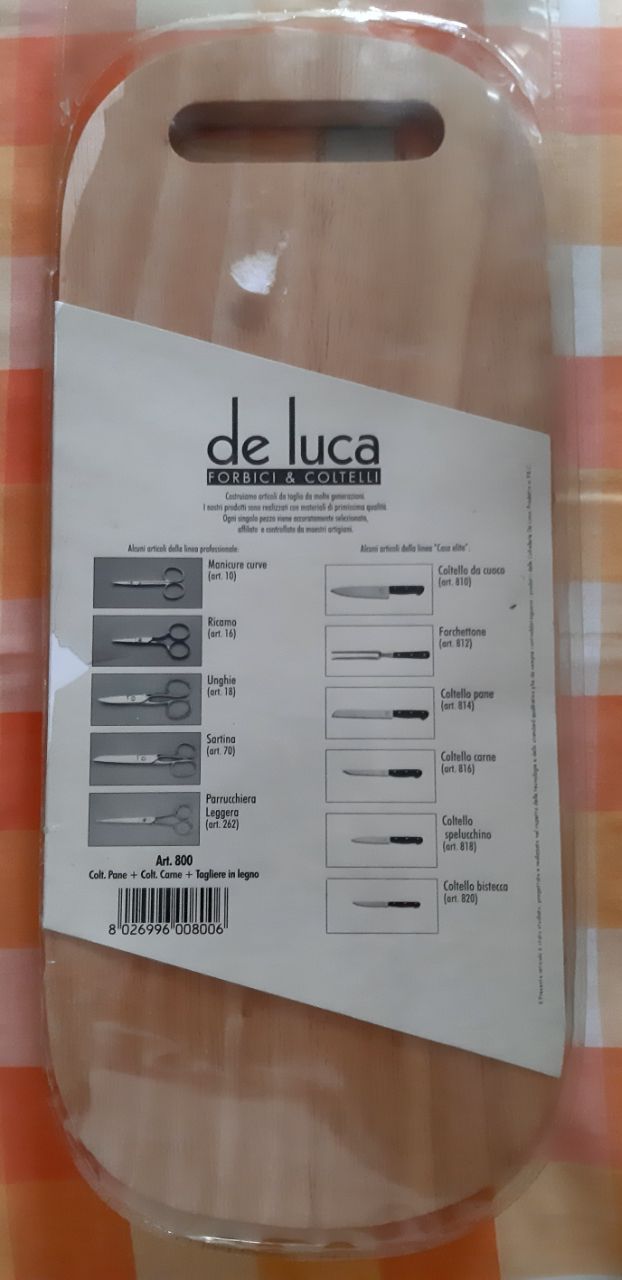 de luca
FORBICI & COLTELLI
Costruiamo articoli da taglio da molte generazioni.
I nostri prodotti sono realizzati con materiali di primissima qualità.
Ogni singolo pezzo viene accuratamente selezionato,
affilato e controllato da maestri artigiani.
Alcuni articoli della linea professionale:
Manicure curve
(art. 10)
Ricamo
(art. 16)
Unghie
(art. 18)
Sartina
(art. 70)
Parrucchiera
Leggera
(art. 262)
Art. 800
Colt. Pane + Colt. Carne + Tagliere in legno
8 026996 008006
Alcuni articoli della linea "Casa elite".
Coltello da cuoco
(art. 810)
Forchettone
(art. 812)
Coltello pane
(art. 814)
Coltello carne
(art. 816)
Coltello
spelucchino
(art. 818)
Coltello bistecca
(art. 820)